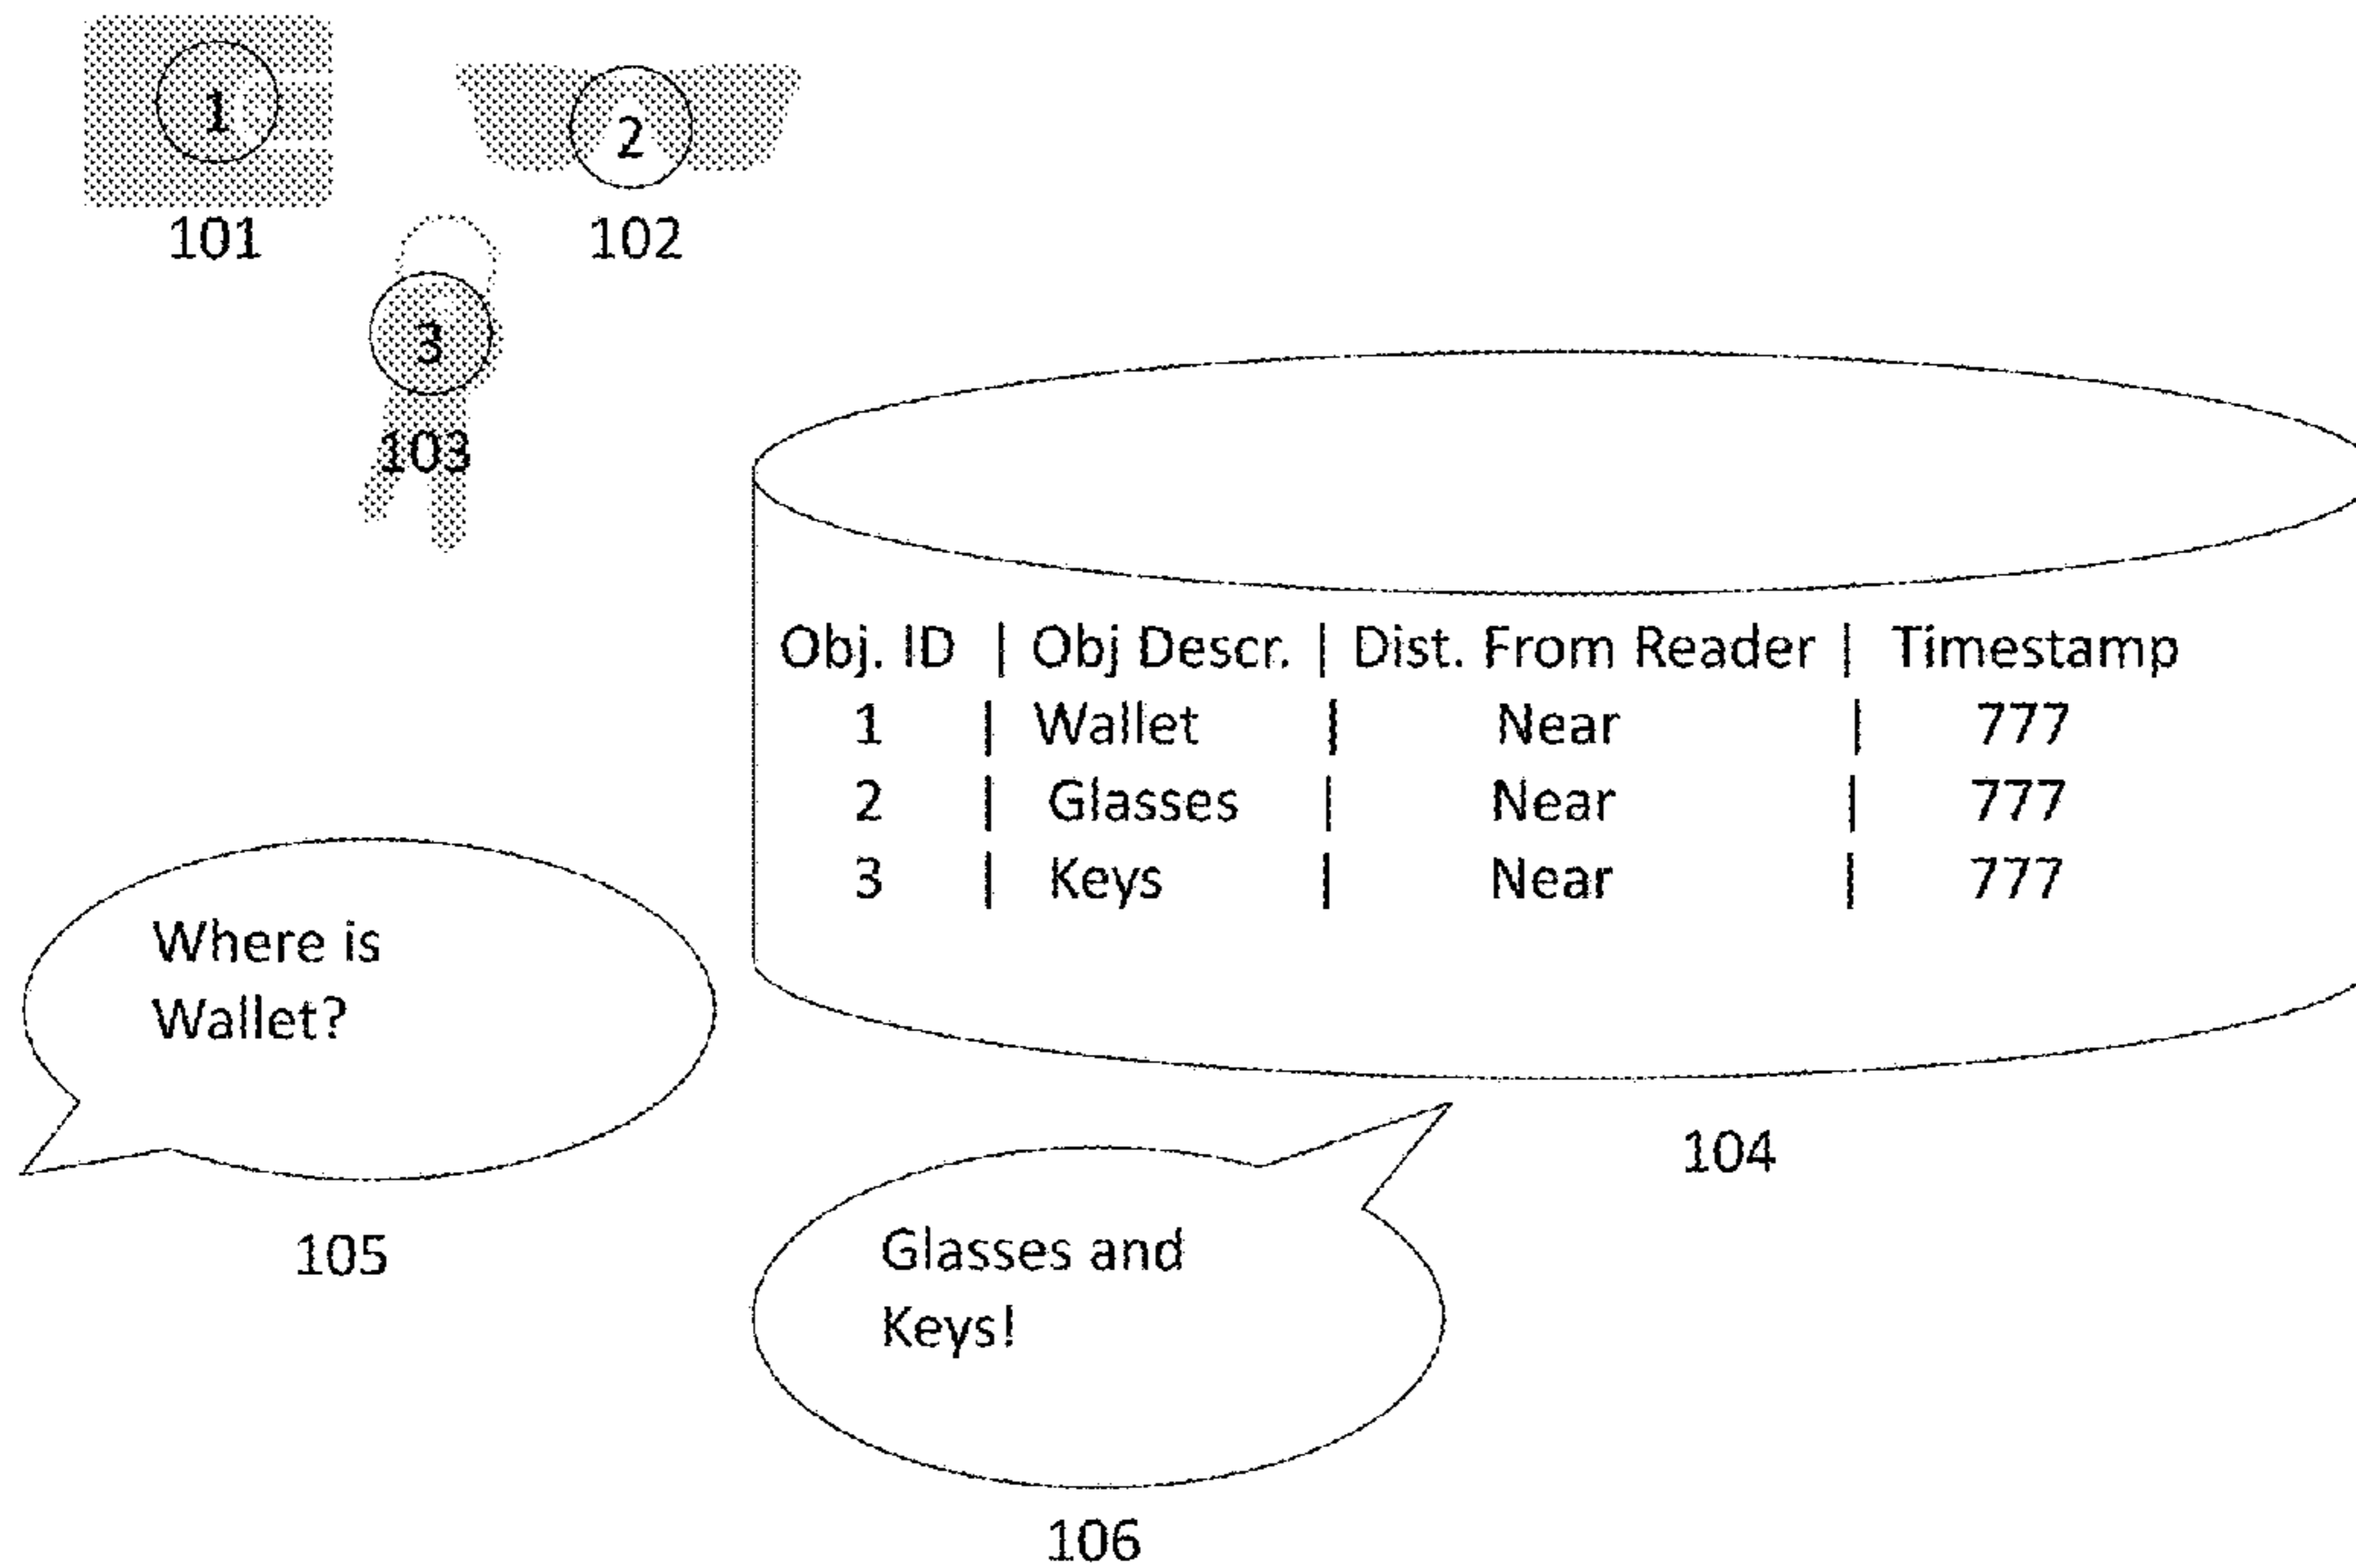 1
2
101
102
3
103
Obj. ID | Obj Descr. | Dist. From Reader | Timestamp
1 | Wallet | Near | 777
2 | Glasses | Near | 777
3 | Keys | Near | 777
Where is
Wallet?
105
104
Glasses and
Keys!
106